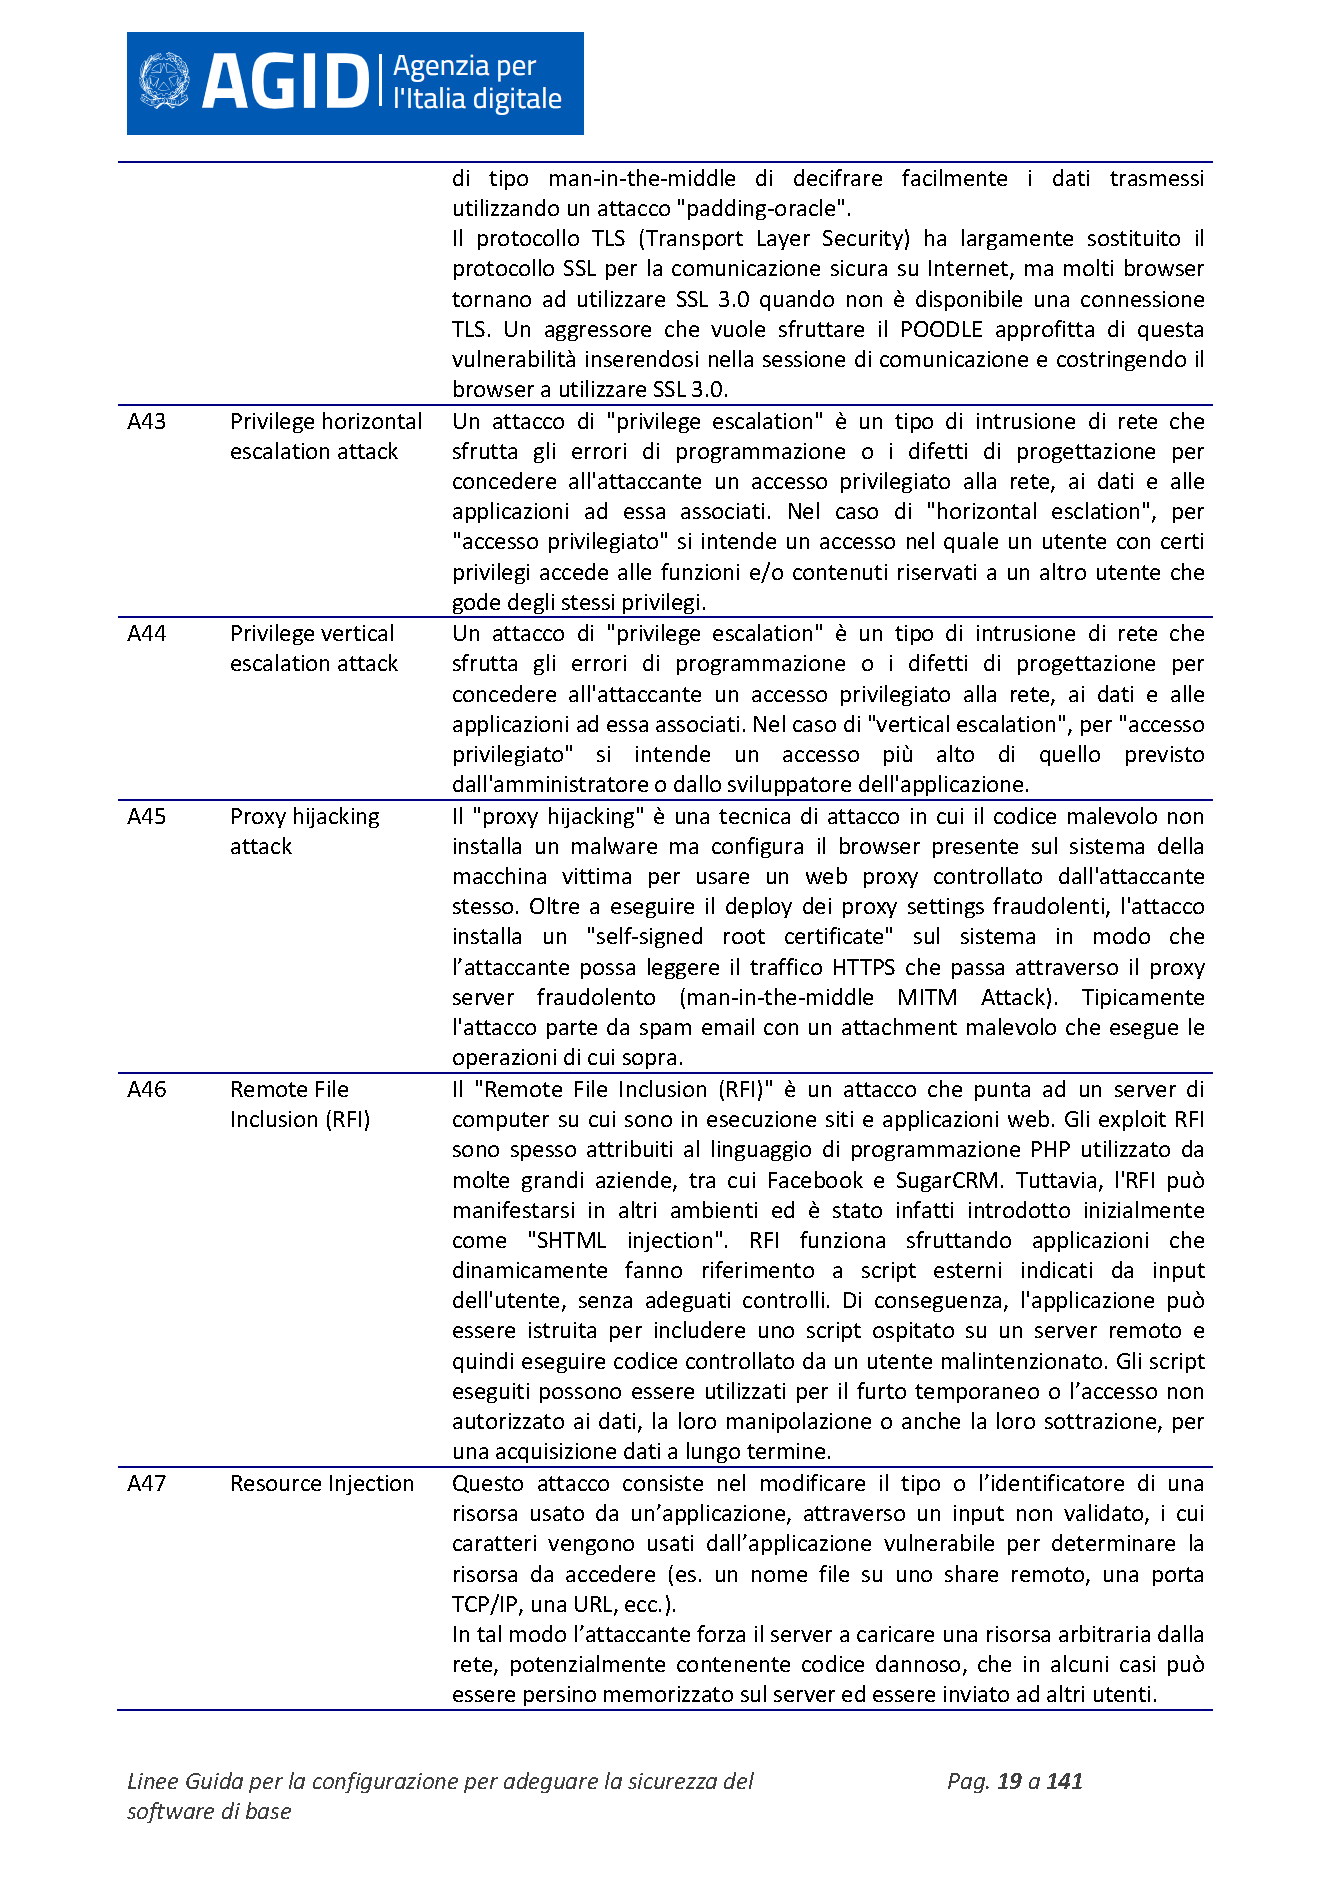 AGID
Agenzia per
l'Italia digitale
di tipo man-in-the-middle di decifrare facilmente i dati trasmessi
utilizzando un attacco "padding-oracle".
Il protocollo TLS (Transport Layer Security) ha largamente sostituito il
protocollo SSL per la comunicazione sicura su Internet, ma molti browser
tornano ad utilizzare SSL 3.0 quando non è disponibile una connessione
TLS. Un aggressore che vuole sfruttare il POODLE approfitta di questa
vulnerabilità inserendosi nella sessione di comunicazione e costringendo il
browser a utilizzare SSL 3.0.
A43 Privilege horizontal Un attacco di "privilege escalation" è un tipo di intrusione di rete che
escalation attack sfrutta gli errori di programmazione o i difetti di progettazione per
concedere all'attaccante un accesso privilegiato alla rete, ai dati e alle
applicazioni ad essa associati. Nel caso di "horizontal esclation", per
"accesso privilegiato" si intende un accesso nel quale un utente con certi
privilegi accede alle funzioni e/o contenuti riservati a un altro utente che
gode degli stessi privilegi.
A44 Privilege vertical Un attacco di "privilege escalation" è un tipo di intrusione di rete che
escalation attack sfrutta gli errori di programmazione o i difetti di progettazione per
concedere all'attaccante un accesso privilegiato alla rete, ai dati e alle
applicazioni ad essa associati. Nel caso di "vertical escalation", per "accesso
privilegiato" si intende un accesso più alto di quello previsto
dall'amministratore o dallo sviluppatore dell'applicazione.
A45 Proxy hijacking Il "proxy hijacking" è una tecnica di attacco in cui il codice malevolo non
attack installa un malware ma configura il browser presente sul sistema della
macchina vittima per usare un web proxy controllato dall'attaccante
stesso. Oltre a eseguire il deploy dei proxy settings fraudolenti, l'attacco
installa un "self-signed root certificate" sul sistema in modo che
l’attaccante possa leggere il traffico HTTPS che passa attraverso il proxy
server fraudolento (man-in-the-middle MITM Attack). Tipicamente
l'attacco parte da spam email con un attachment malevolo che esegue le
operazioni di cui sopra.
A46 Remote File Il "Remote File Inclusion (RFI)" è un attacco che punta ad un server di
Inclusion (RFI) computer su cui sono in esecuzione siti e applicazioni web. Gli exploit RFI
sono spesso attribuiti al linguaggio di programmazione PHP utilizzato da
molte grandi aziende, tra cui Facebook e SugarCRM. Tuttavia, l'RFI può
manifestarsi in altri ambienti ed è stato infatti introdotto inizialmente
come "SHTML injection". RFI funziona sfruttando applicazioni che
dinamicamente fanno riferimento a script esterni indicati da input
dell'utente, senza adeguati controlli. Di conseguenza, l'applicazione può
essere istruita per includere uno script ospitato su un server remoto e
quindi eseguire codice controllato da un utente malintenzionato. Gli script
eseguiti possono essere utilizzati per il furto temporaneo o l’accesso non
autorizzato ai dati, la loro manipolazione o anche la loro sottrazione, per
una acquisizione dati a lungo termine.
A47 Resource Injection Questo attacco consiste nel modificare il tipo o l’identificatore di una
risorsa usato da un’applicazione, attraverso un input non validato, i cui
caratteri vengono usati dall’applicazione vulnerabile per determinare la
risorsa da accedere (es. un nome file su uno share remoto, una porta
TCP/IP, una URL, ecc.).
In tal modo l’attaccante forza il server a caricare una risorsa arbitraria dalla
rete, potenzialmente contenente codice dannoso, che in alcuni casi può
essere persino memorizzato sul server ed essere inviato ad altri utenti.
Linee Guida per la configurazione per adeguare la sicurezza del Pag. 19 a 141
software di base